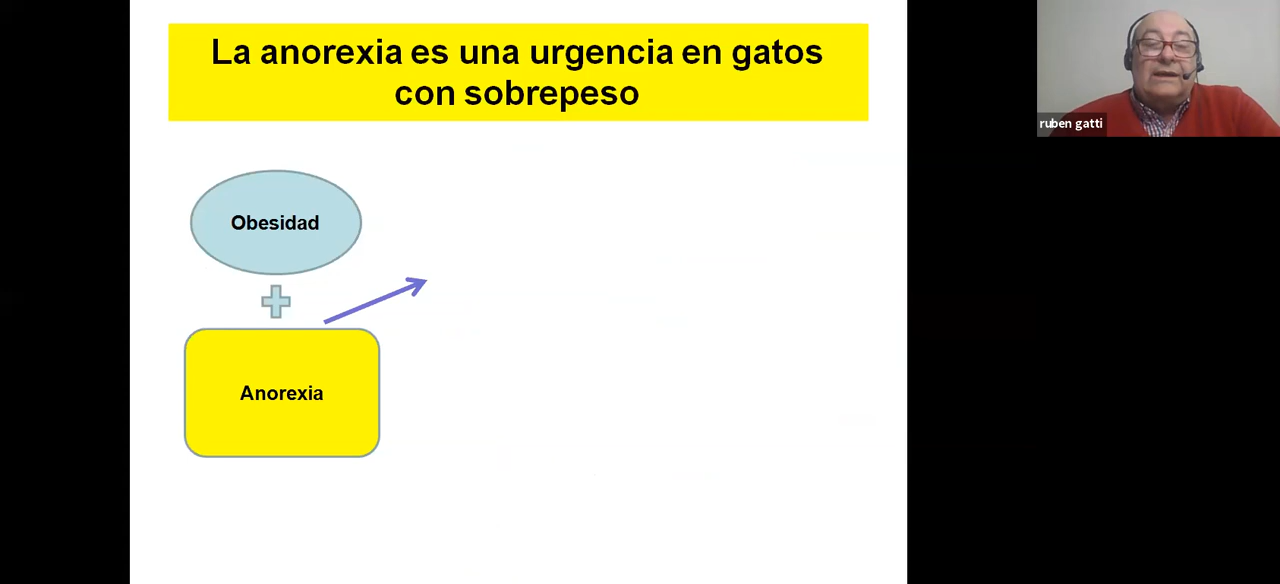 La anorexia es una urgencia en gatos
con sobrepeso
ruben gatti
Obesidad
Anorexia